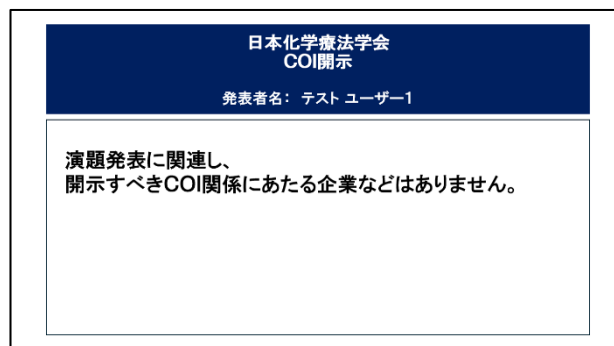 日本化学療法学会
COI開示
発表者名： テスト ユーザー1
演題発表に関連し、
開示すべきCOI関係にあたる企業などはありません。